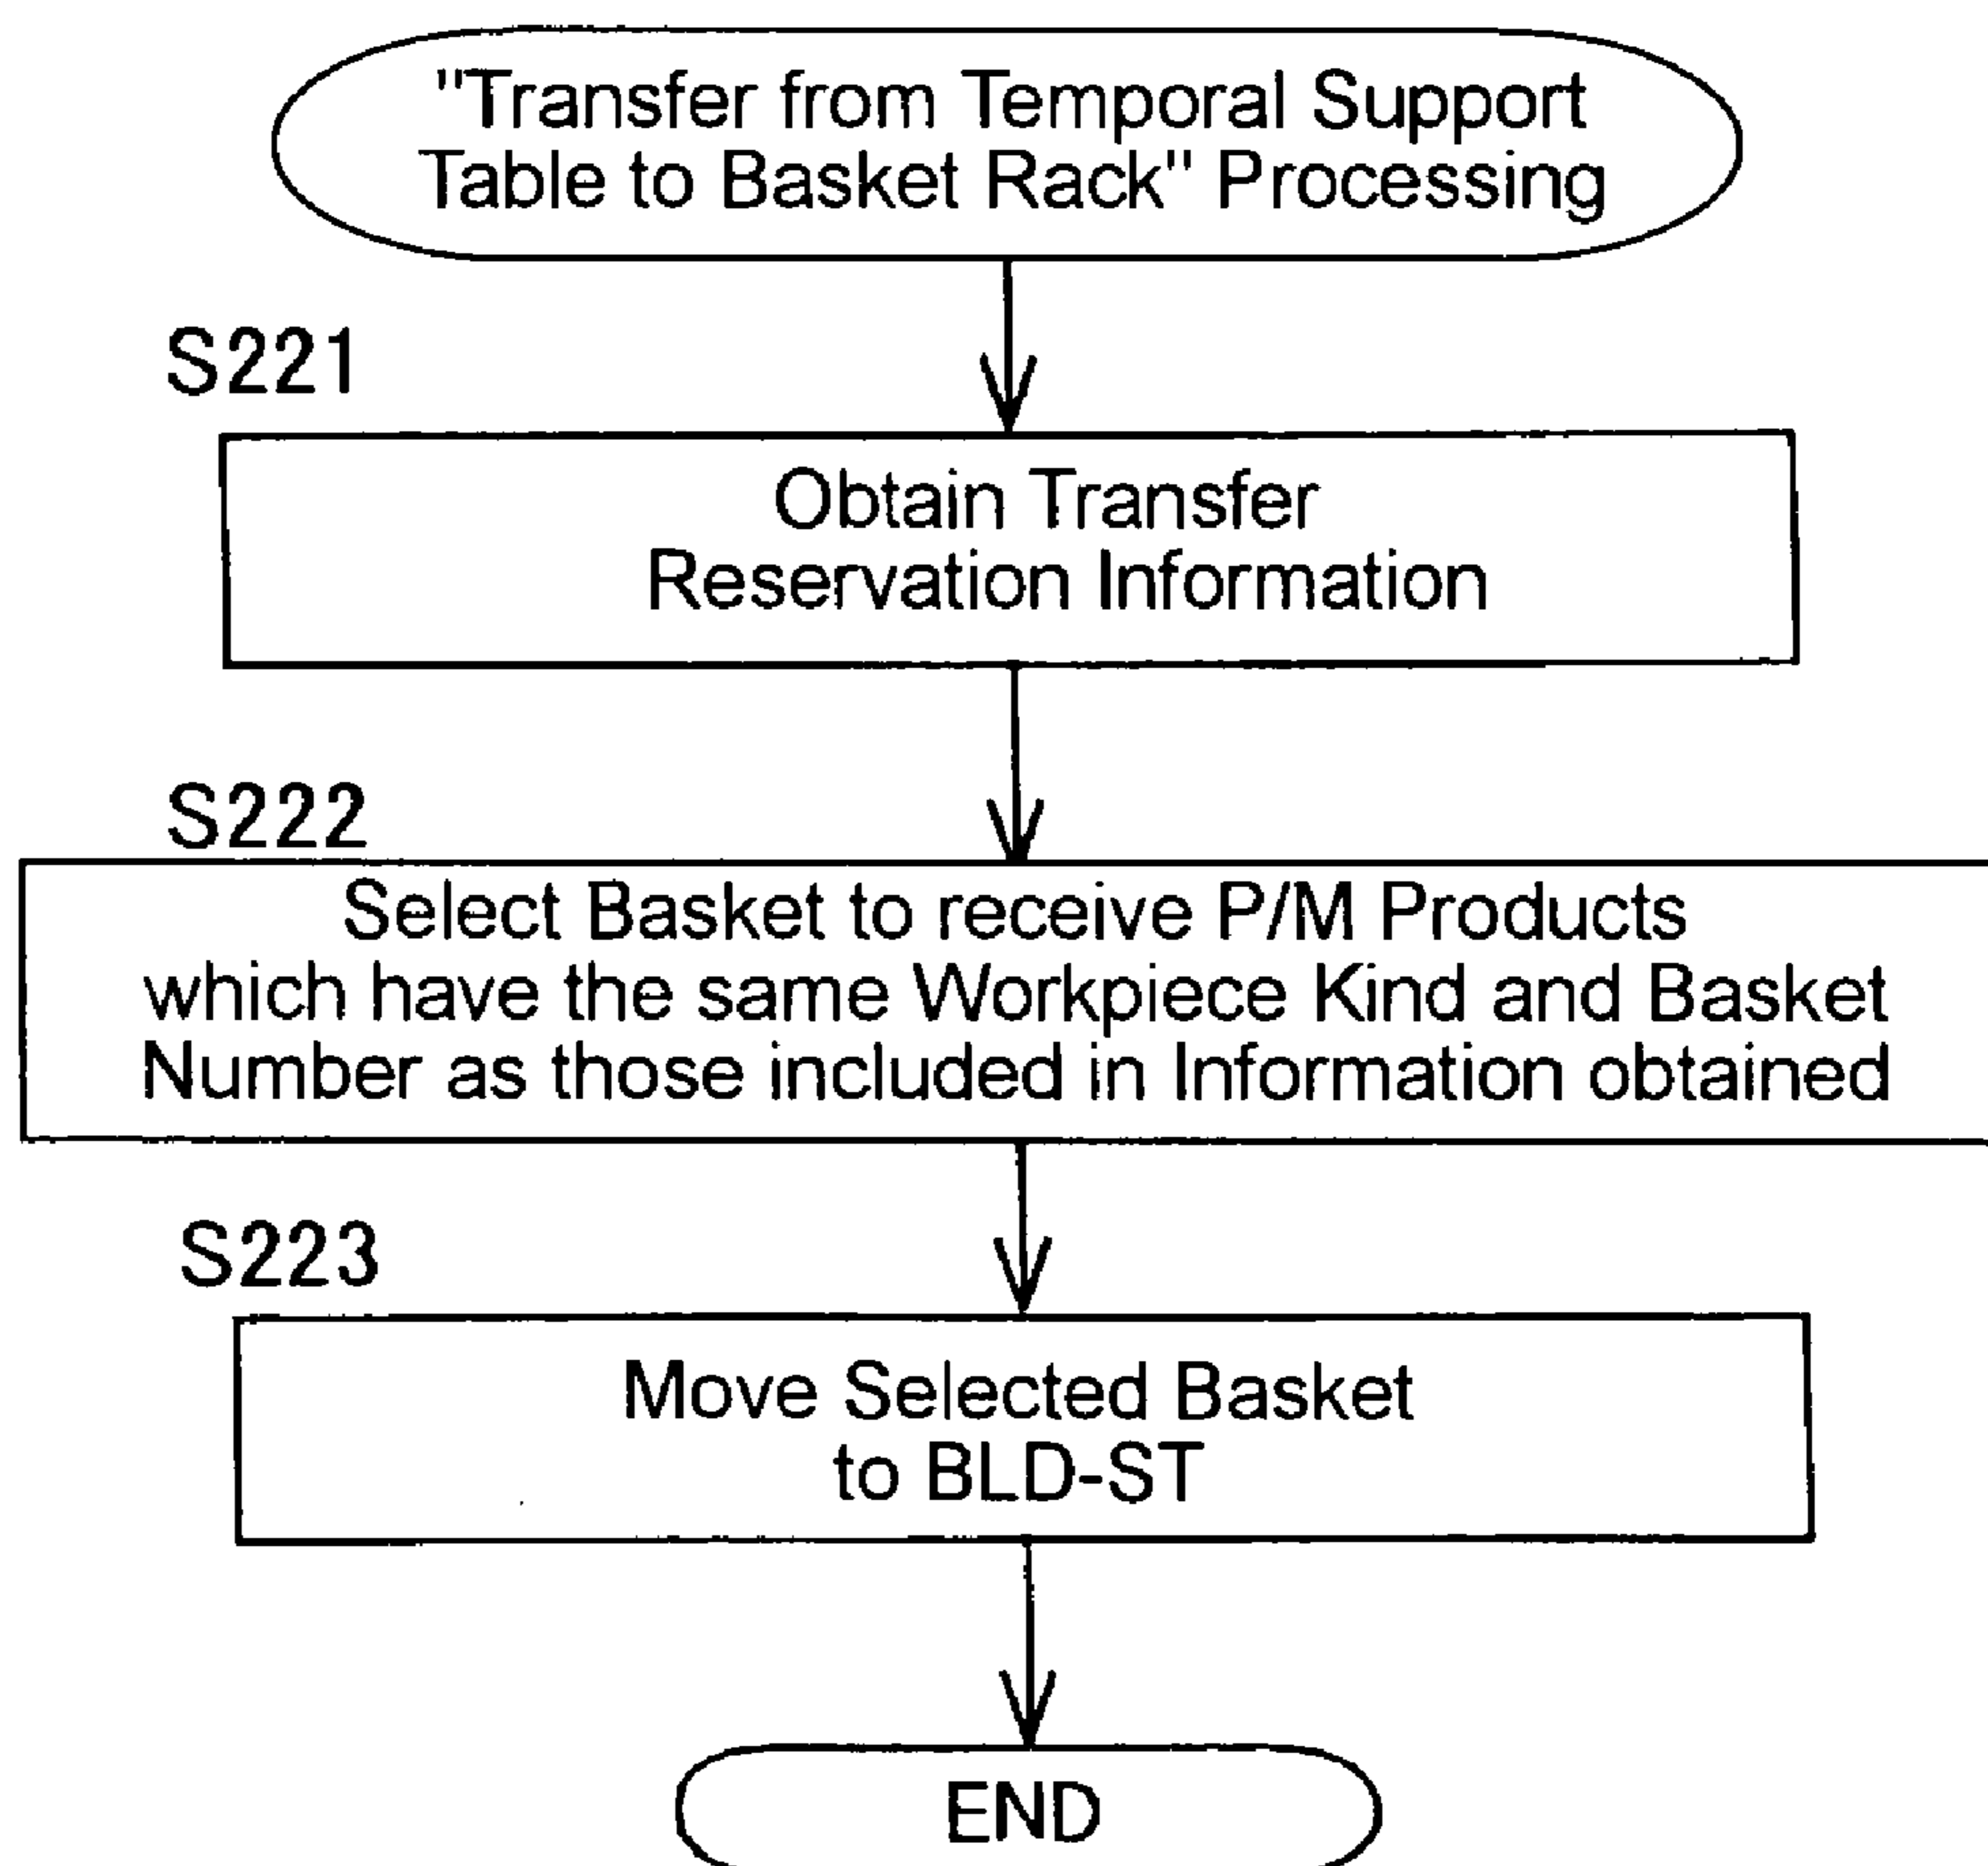 "Transfer from Temporal Support
Table to Basket Rack" Processing
S221
Obtain Transfer
Reservation Information
S222
Select Basket to receive P/M Products
which have the same Workpiece Kind and Basket
Number as those included in Information obtained
S223
Move Selected Basket
to BLD-ST
END